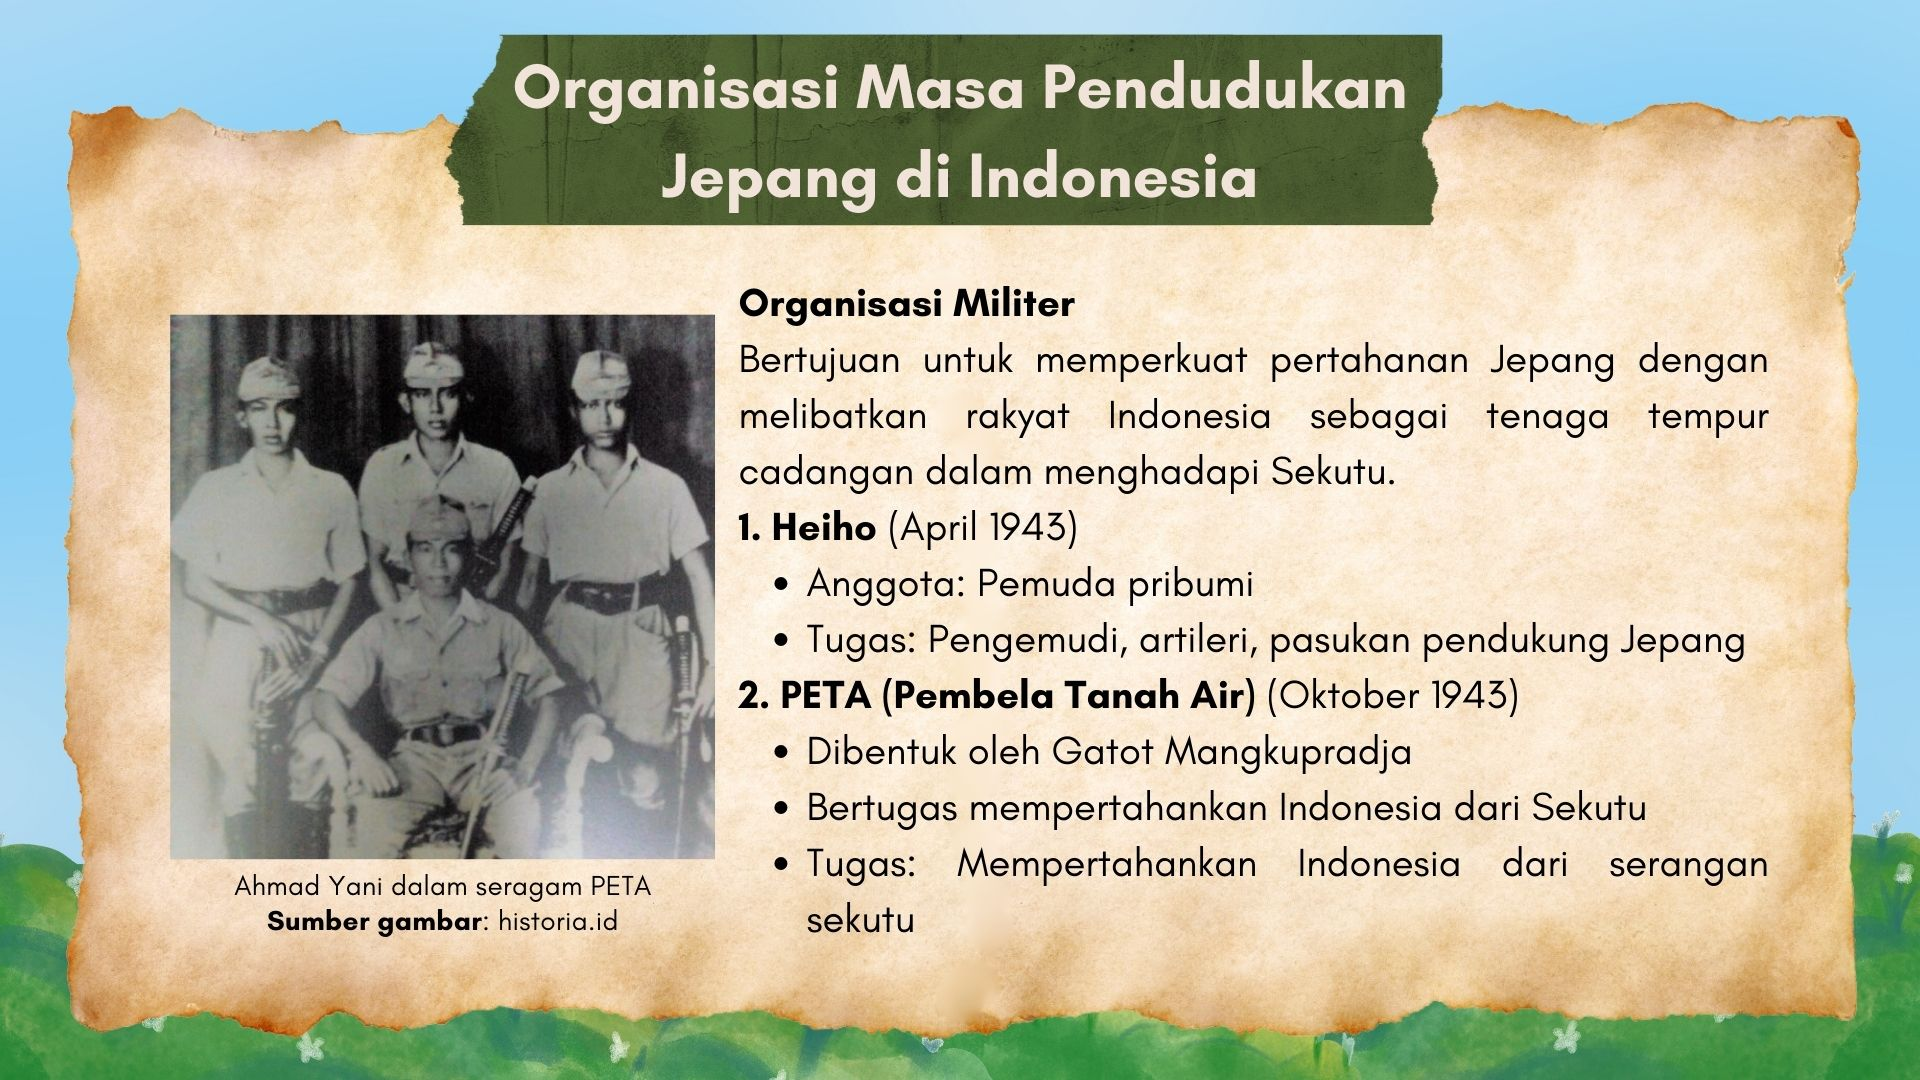 Organisasi Masa Pendudukan
Jepang di Indonesia
Organisasi Militer
Bertujuan untuk memperkuat pertahanan Jepang dengan
melibatkan rakyat Indonesia sebagai tenaga tempur
cadangan dalam menghadapi Sekutu.
1. Heiho (April 1943)
• Anggota: Pemuda pribumi
• Tugas: Pengemudi, artileri, pasukan pendukung Jepang
2. PETA (Pembela Tanah Air) (Oktober 1943)
• Dibentuk oleh Gatot Mangkupradja
• Bertugas mempertahankan Indonesia dari Sekutu
• Tugas: Mempertahankan Indonesia dari serangan
sekutu
Ahmad Yani dalam seragam PETA
Sumber gambar: historia.id